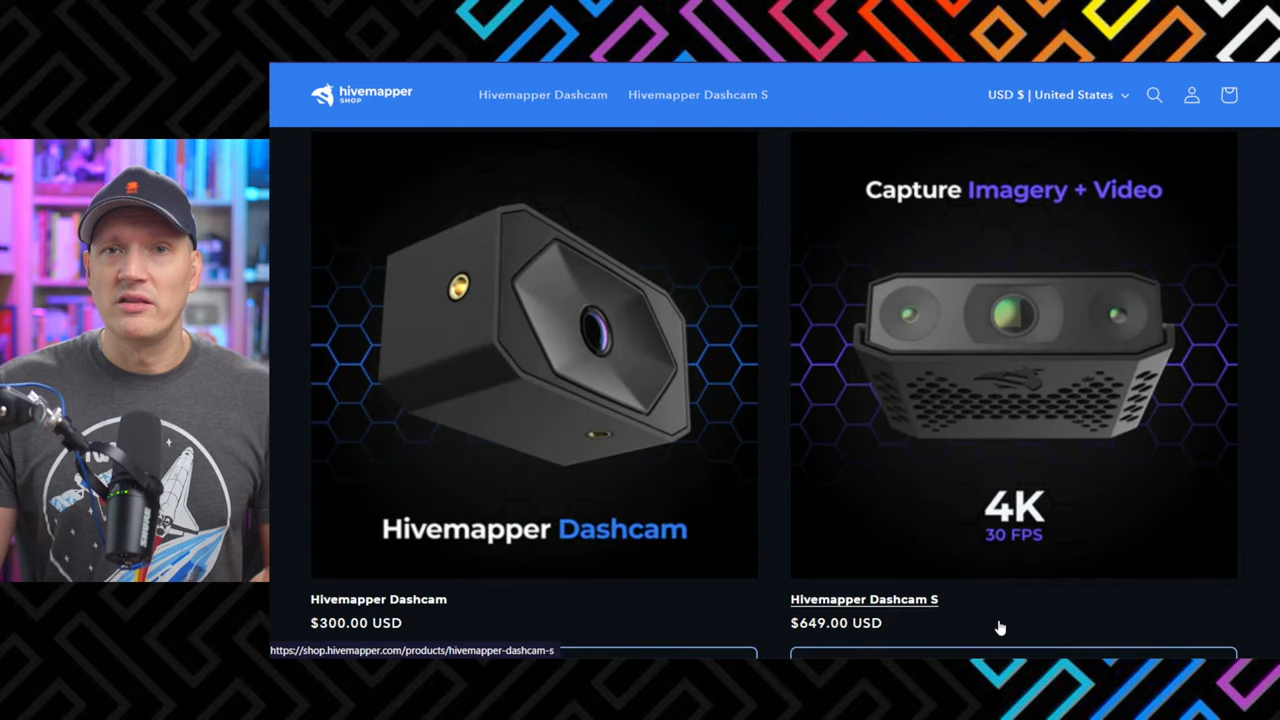 hivemapper
SHOP
Hivemapper Dashcam
Hivemapper Dashcam S
USD $ | United States
Capture Imagery + Video
Hivemapper Dashcam
4K
30 FPS
Hivemapper Dashcam
$300.00 USD
Hivemapper Dashcam S
$649.00 USD
https://shop.hivemapper.com/products/hivemapper-dashcam-s
SHURE